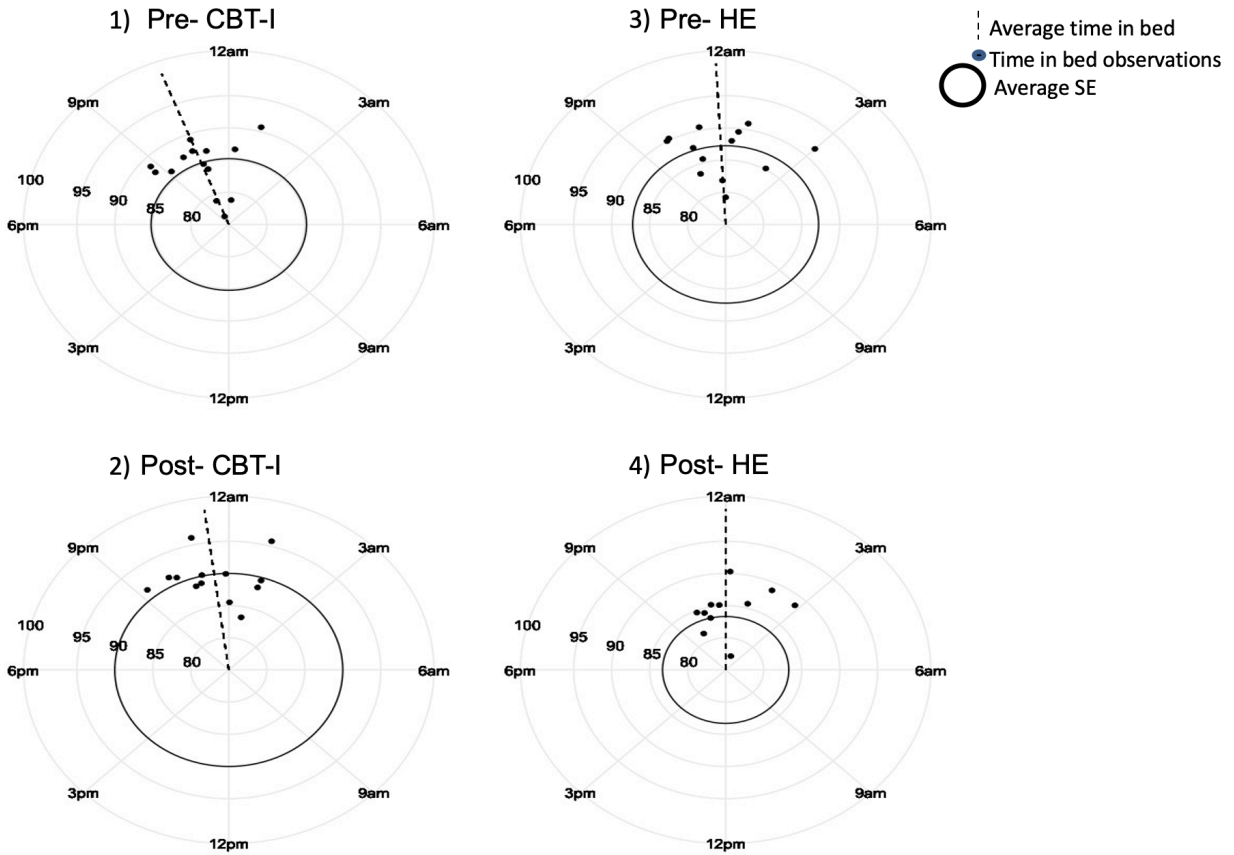 1) Pre- CBT-I
12am
9pm
3am
100
95
90
85
80
6pm
6am
3pm
9am
12pm
3) Pre- HE
12am
9pm
3am
100
95
90
85
80
6pm
6am
3pm
9am
12pm
Average time in bed
Time in bed observations
Average SE
2) Post- CBT-I
12am
9pm
3am
100
95
90
85
80
6pm
6am
3pm
9am
12pm
4) Post- HE
12am
9pm
3am
100
95
90
85
80
6pm
6am
3pm
9am
12pm